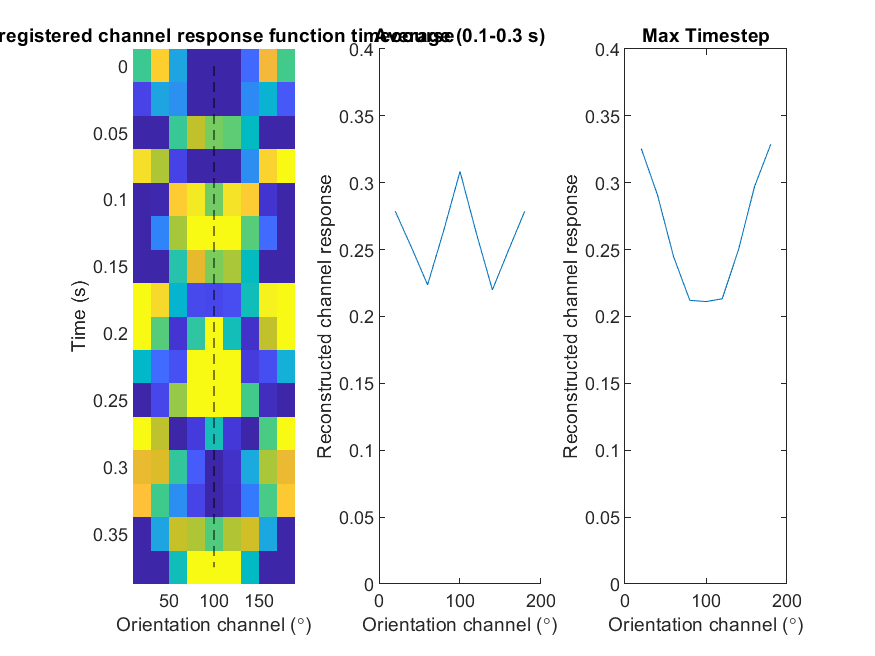 registered channel response function timecourse
Average (0.1-0.3 s)
Max Timestep
0
0.05
0.1
0.15
0.2
0.25
0.3
0.35
Time (s)
50 100 150
Orientation channel (°)
0.4
0.35
0.3
0.25
0.2
0.15
0.1
0.05
0
Reconstructed channel response
0 100 200
Orientation channel (°)
0.4
0.35
0.3
0.25
0.2
0.15
0.1
0.05
0
Reconstructed channel response
0 100 200
Orientation channel (°)